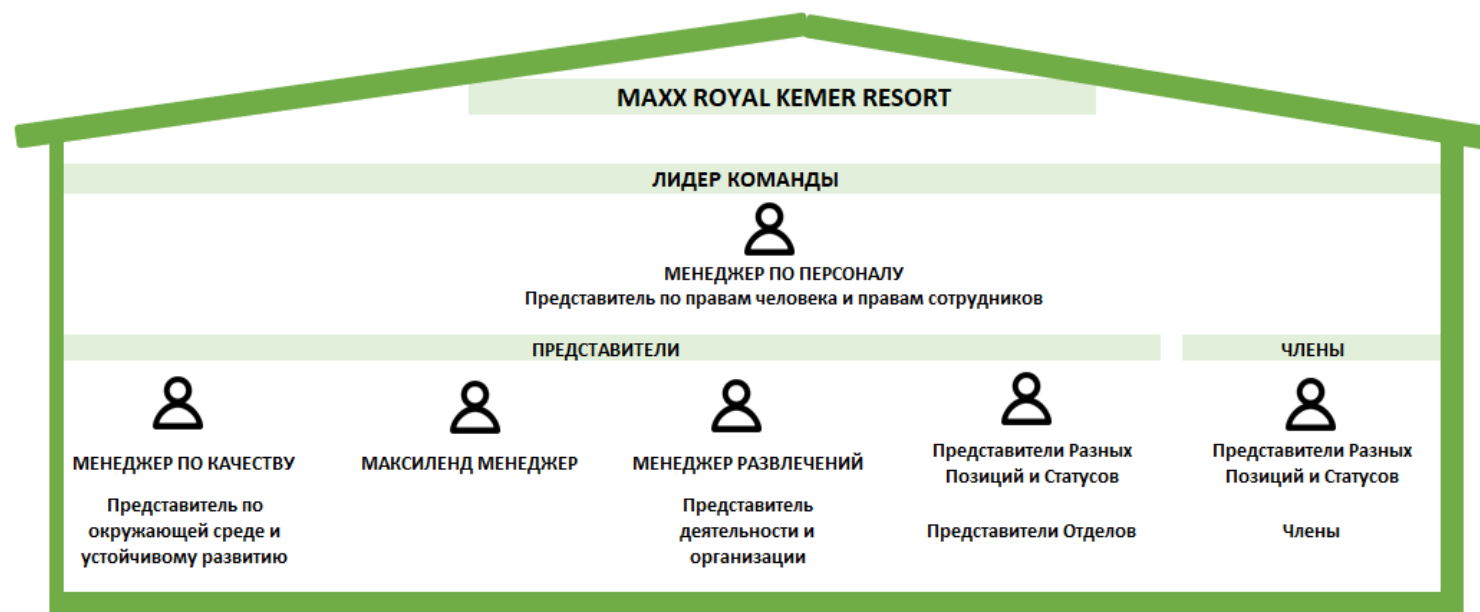 MAXX ROYAL KEMER RESORT
ЛИДЕР КОМАНДЫ
МЕНЕДЖЕР ПО ПЕРСОНАЛУ
Представитель по правам человека и правам сотрудников
ПРЕДСТАВИТЕЛИ
ЧЛЕНЫ
МЕНЕДЖЕР ПО КАЧЕСТВУ
Представитель по
окружающей среде и
устойчивому развитию
МАКСИЛЕНД МЕНЕДЖЕР
МЕНЕДЖЕР РАЗВЛЕЧЕНИЙ
Представитель
деятельности и
организации
Представители Разных
Позиций и Статусов
Представители Отделов
Представители Разных
Позиций и Статусов
Члены